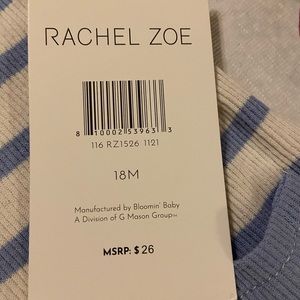 RACHEL ZOE
8 10002 53963 3
116 RZ1526 1121
18M
Manufactured by Bloomin' Baby
A Division of G Mason Group™
MSRP: $ 26